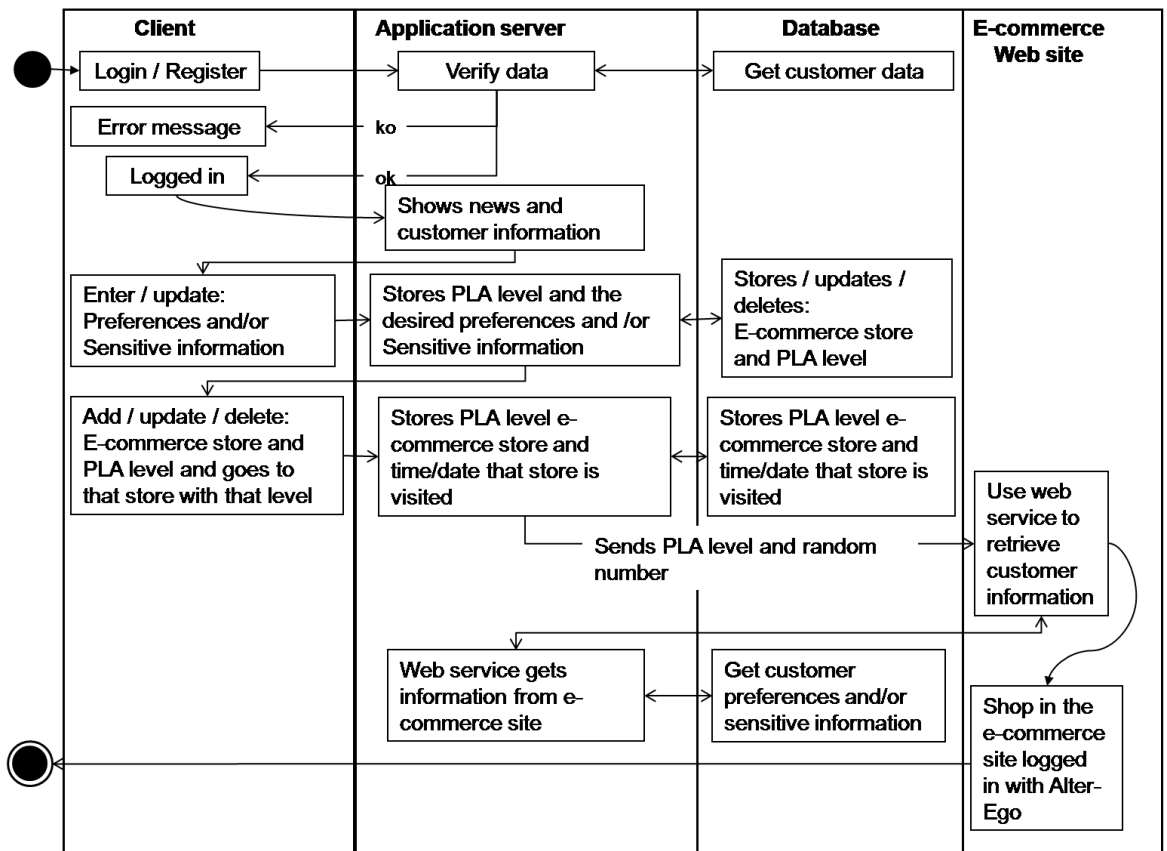 Client
Application server
Database
E-commerce
Web site
Login / Register
Verify data
Get customer data
Error message
ko
Logged in
ok
Shows news and
customer information
Enter / update:
Preferences and/or
Sensitive information
Stores PLA level and the
desired preferences and /or
Sensitive information
Stores / updates /
deletes:
E-commerce store
and PLA level
Add / update / delete:
E-commerce store and
PLA level and goes to
that store with that level
Stores PLA level e-
commerce store and
time/date that store is
visited
Stores PLA level e-
commerce store and
time/date that store is
visited
Use web
service to
retrieve
customer
information
Sends PLA level and random
number
Web service gets
information from e-
commerce site
Get customer
preferences and/or
sensitive information
Shop in the
e-commerce
site logged
in with Alter-
Ego